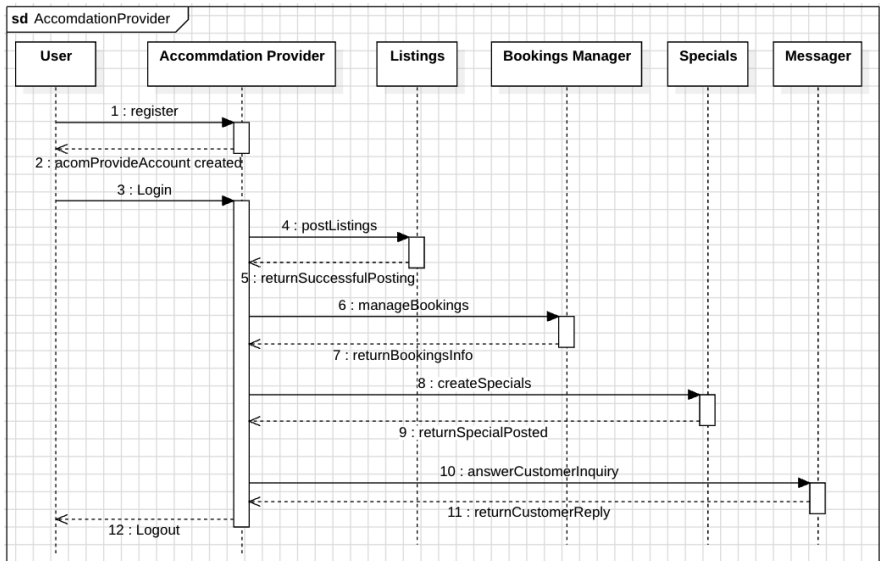 sd AccomdationProvider
User
Accommdation Provider
Listings
Bookings Manager
Specials
Messager
1 : register
2 : acomProvideAccount created
3 : Login
4 : postListings
5 : returnSuccessfulPosting
6 : manageBookings
7 : returnBookingsInfo
8 : createSpecials
9 : returnSpecialPosted
10 : answerCustomerInquiry
11 : returnCustomerReply
12 : Logout